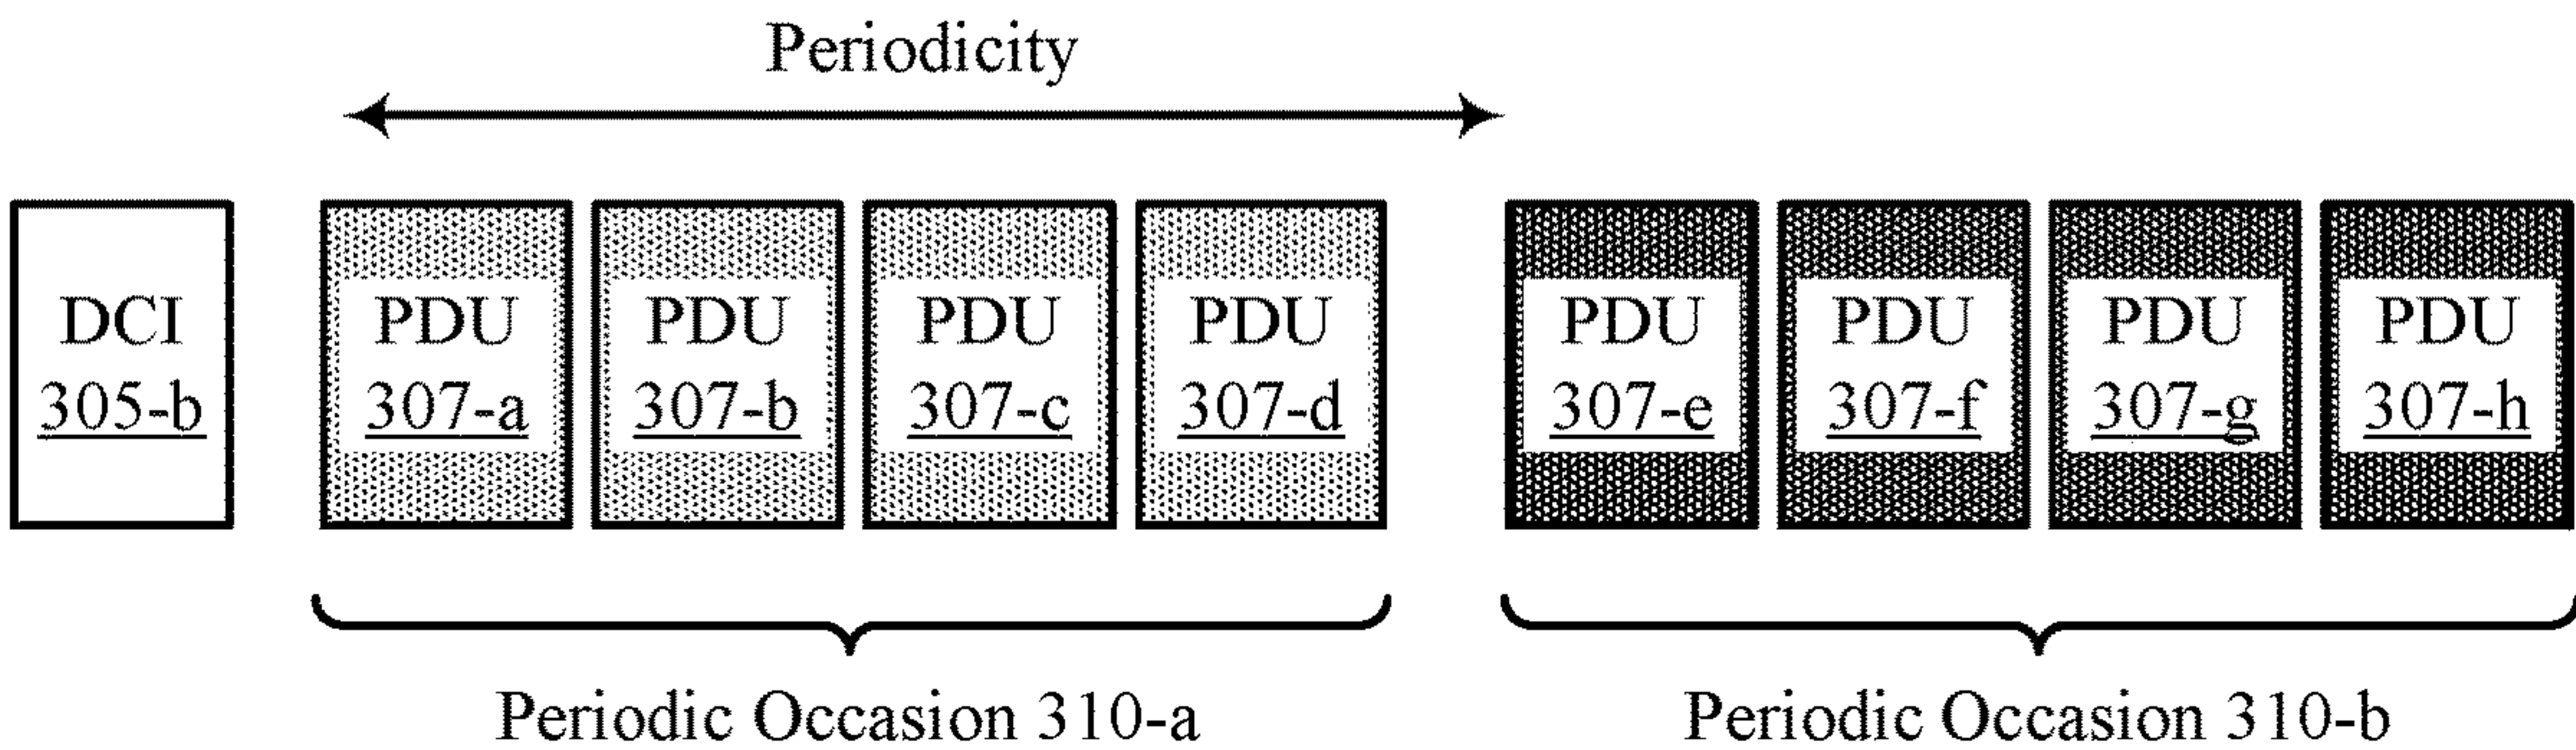 Periodicity
DCI
305-b
PDU
307-a
PDU
307-b
PDU
307-c
PDU
307-d
PDU
307-e
PDU
307-f
PDU
307-g
PDU
307-h
Periodic Occasion 310-a
Periodic Occasion 310-b